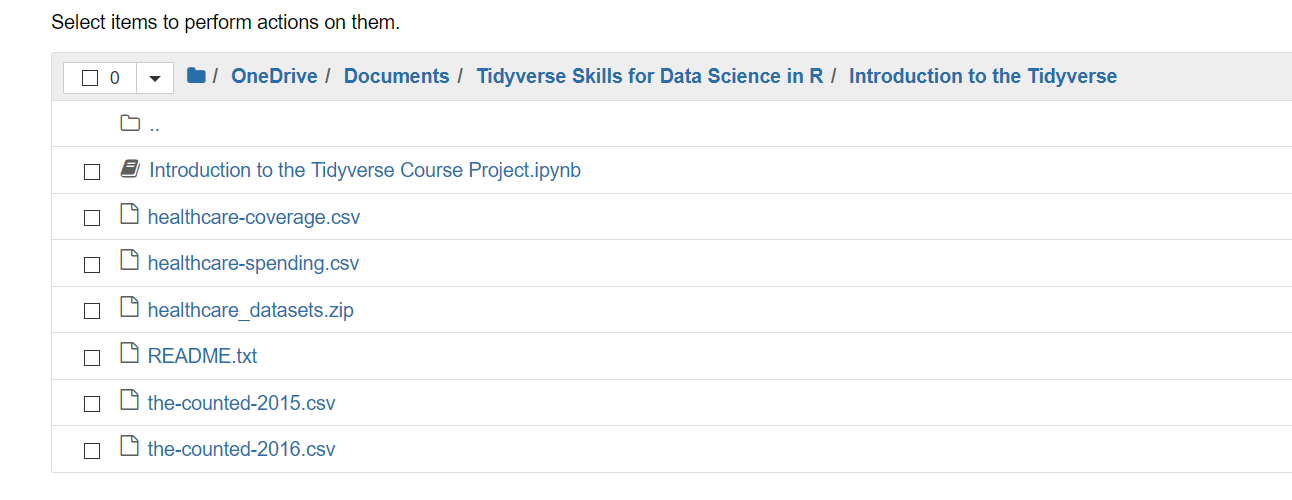 Select items to perform actions on them.
0 / OneDrive / Documents / Tidyverse Skills for Data Science in R / Introduction to the Tidyverse
..
Introduction to the Tidyverse Course Project.ipynb
healthcare-coverage.csv
healthcare-spending.csv
healthcare_datasets.zip
README.txt
the-counted-2015.csv
the-counted-2016.csv